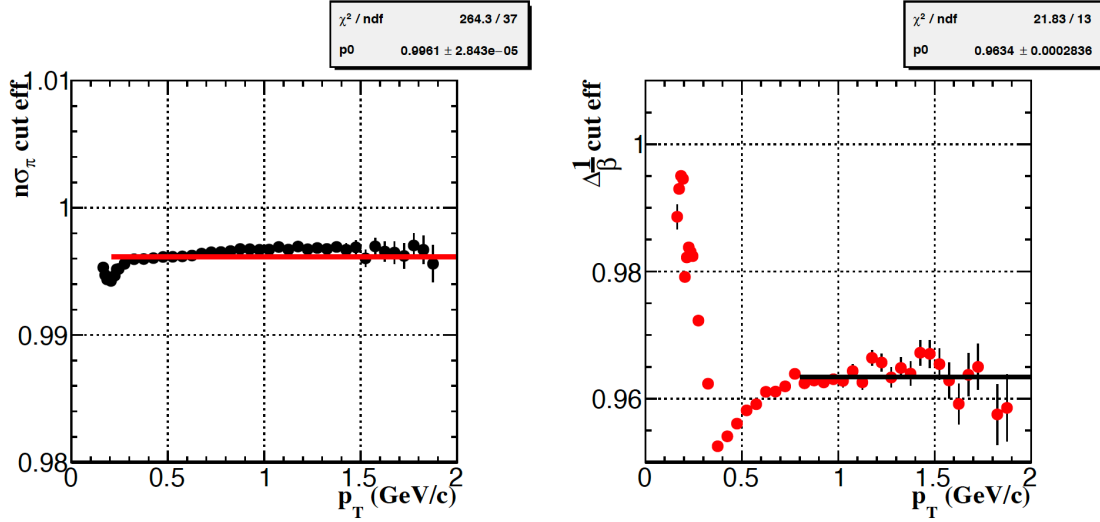 χ² / ndf 264.3 / 37
p0 0.9961 ± 2.843e−05
nσπ cut eff
1.01
1
0.99
0.98
0 0.5 1 1.5 2
pT (GeV/c)
χ² / ndf 21.83 / 13
p0 0.9634 ± 0.0002836
Δ1/β cut eff
1
0.98
0.96
0 0.5 1 1.5 2
pT (GeV/c)